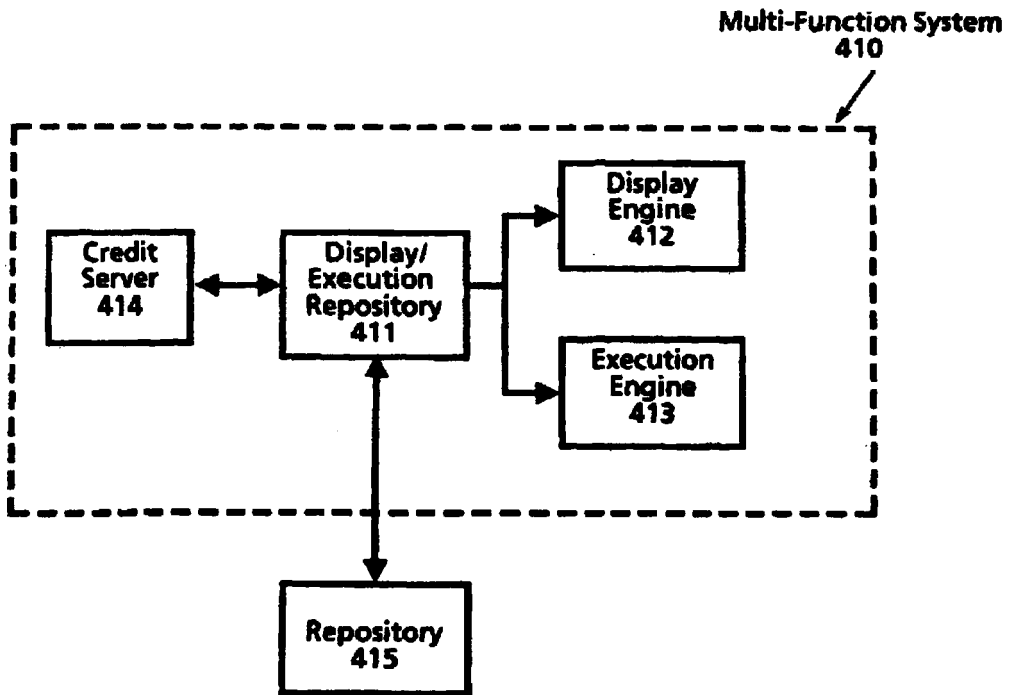 Multi-Function System
410
Display
Engine
412
Credit
Server
414
Display/
Execution
Repository
411
Execution
Engine
413
Repository
415